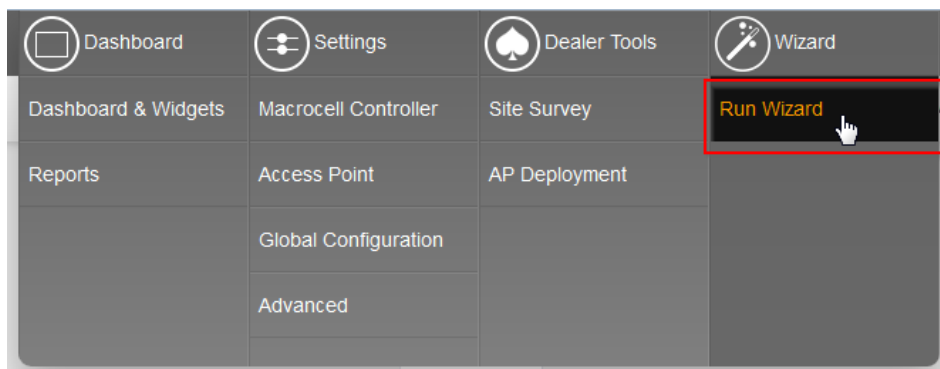 Dashboard
Settings
Dealer Tools
Wizard
Dashboard & Widgets
Macrocell Controller
Site Survey
Run Wizard
Reports
Access Point
AP Deployment
Global Configuration
Advanced